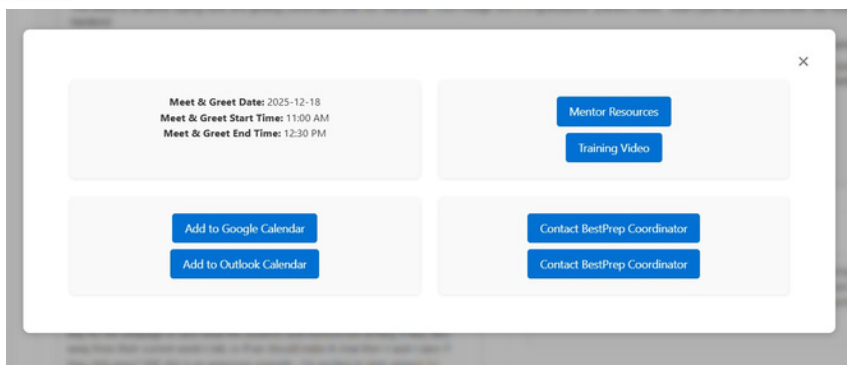 Meet & Greet Date: 2025-12-18
Meet & Greet Start Time: 11:00 AM
Meet & Greet End Time: 12:30 PM
Mentor Resources
Training Video
Add to Google Calendar
Add to Outlook Calendar
Contact BestPrep Coordinator
Contact BestPrep Coordinator